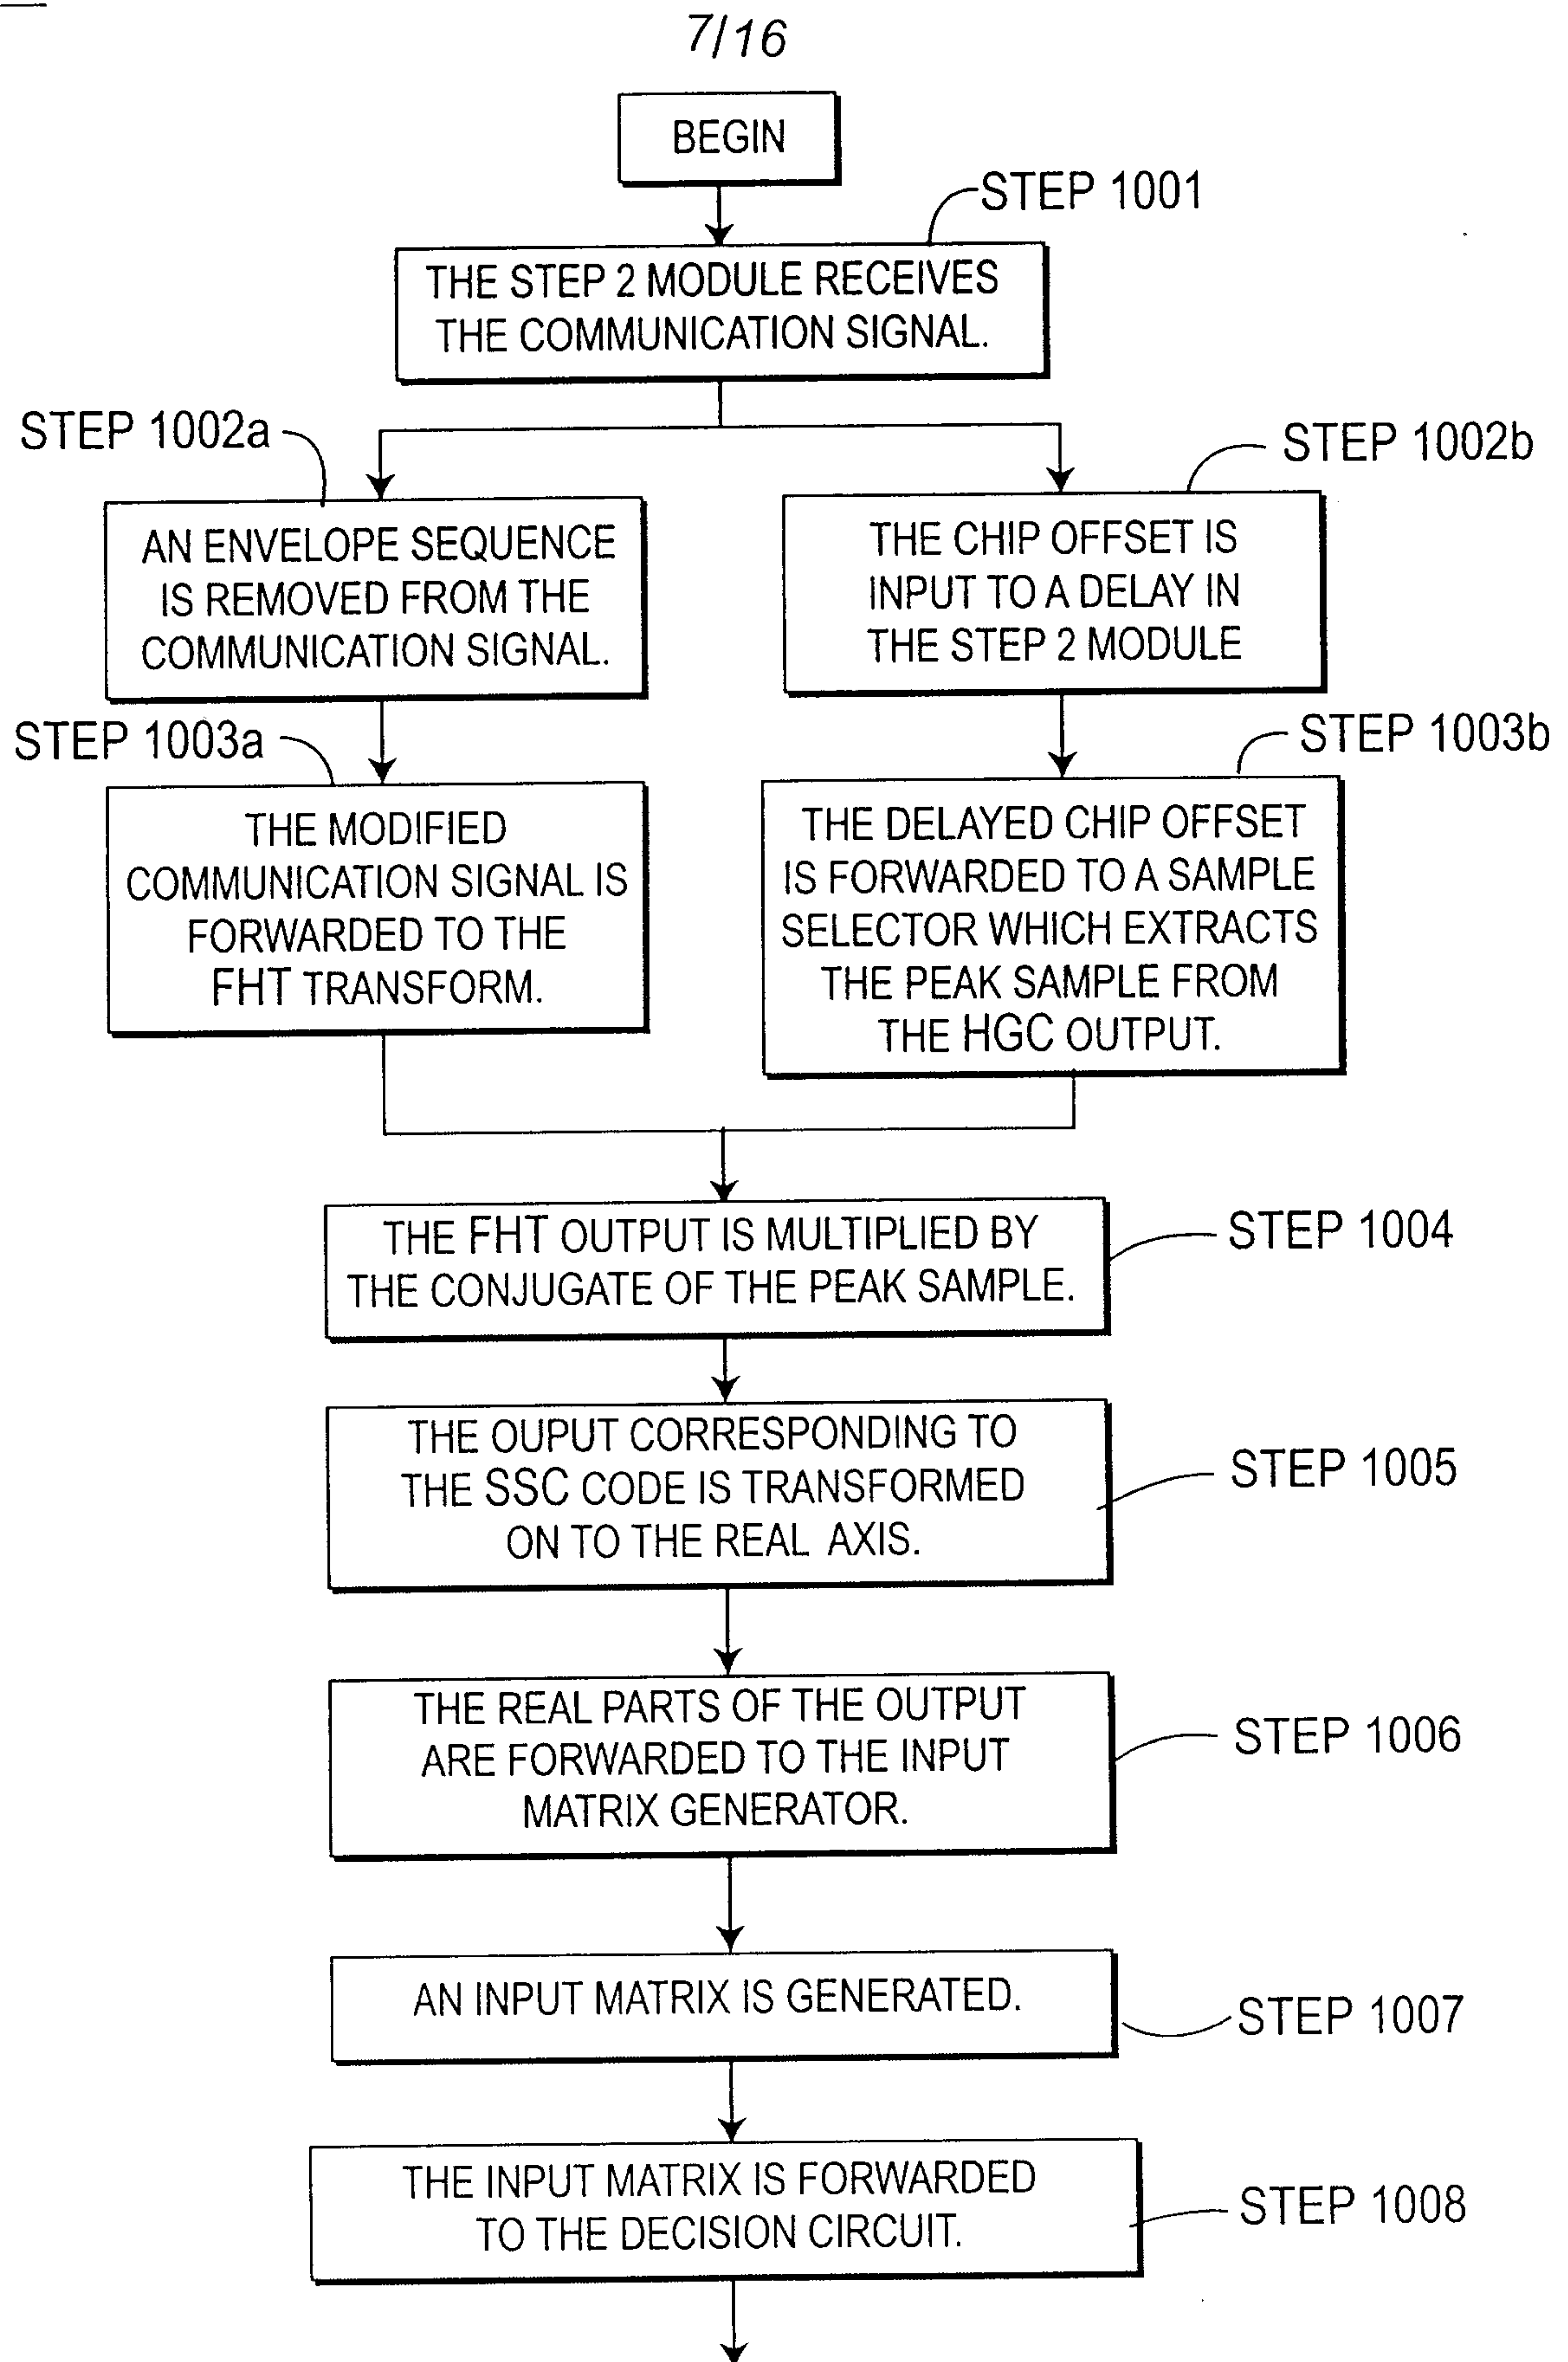 7/16
BEGIN
STEP 1001
THE STEP 2 MODULE RECEIVES
THE COMMUNICATION SIGNAL.
STEP 1002a
AN ENVELOPE SEQUENCE
IS REMOVED FROM THE
COMMUNICATION SIGNAL.
STEP 1002b
THE CHIP OFFSET IS
INPUT TO A DELAY IN
THE STEP 2 MODULE
STEP 1003a
THE MODIFIED
COMMUNICATION SIGNAL IS
FORWARDED TO THE
FHT TRANSFORM.
STEP 1003b
THE DELAYED CHIP OFFSET
IS FORWARDED TO A SAMPLE
SELECTOR WHICH EXTRACTS
THE PEAK SAMPLE FROM
THE HGC OUTPUT.
THE FHT OUTPUT IS MULTIPLIED BY
THE CONJUGATE OF THE PEAK SAMPLE.
STEP 1004
THE OUPUT CORRESPONDING TO
THE SSC CODE IS TRANSFORMED
ON TO THE REAL AXIS.
STEP 1005
THE REAL PARTS OF THE OUTPUT
ARE FORWARDED TO THE INPUT
MATRIX GENERATOR.
STEP 1006
AN INPUT MATRIX IS GENERATED.
STEP 1007
THE INPUT MATRIX IS FORWARDED
TO THE DECISION CIRCUIT.
STEP 1008